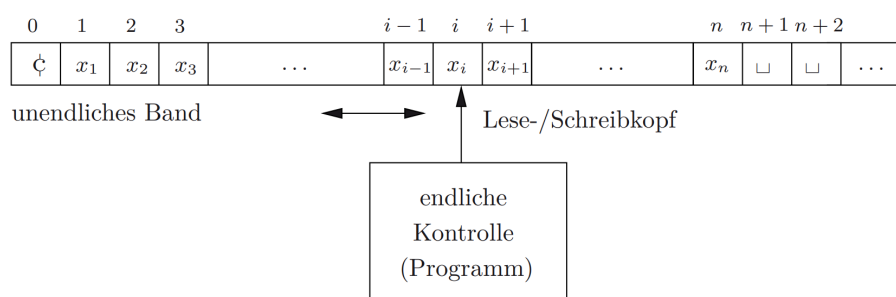 0 1 2 3 i − 1 i i + 1 n n + 1 n + 2
¢ x₁ x₂ x₃ ... xᵢ₋₁ xᵢ xᵢ₊₁ ... xₙ ␣ ␣ ...
unendliches Band Lese-/Schreibkopf
endliche
Kontrolle
(Programm)